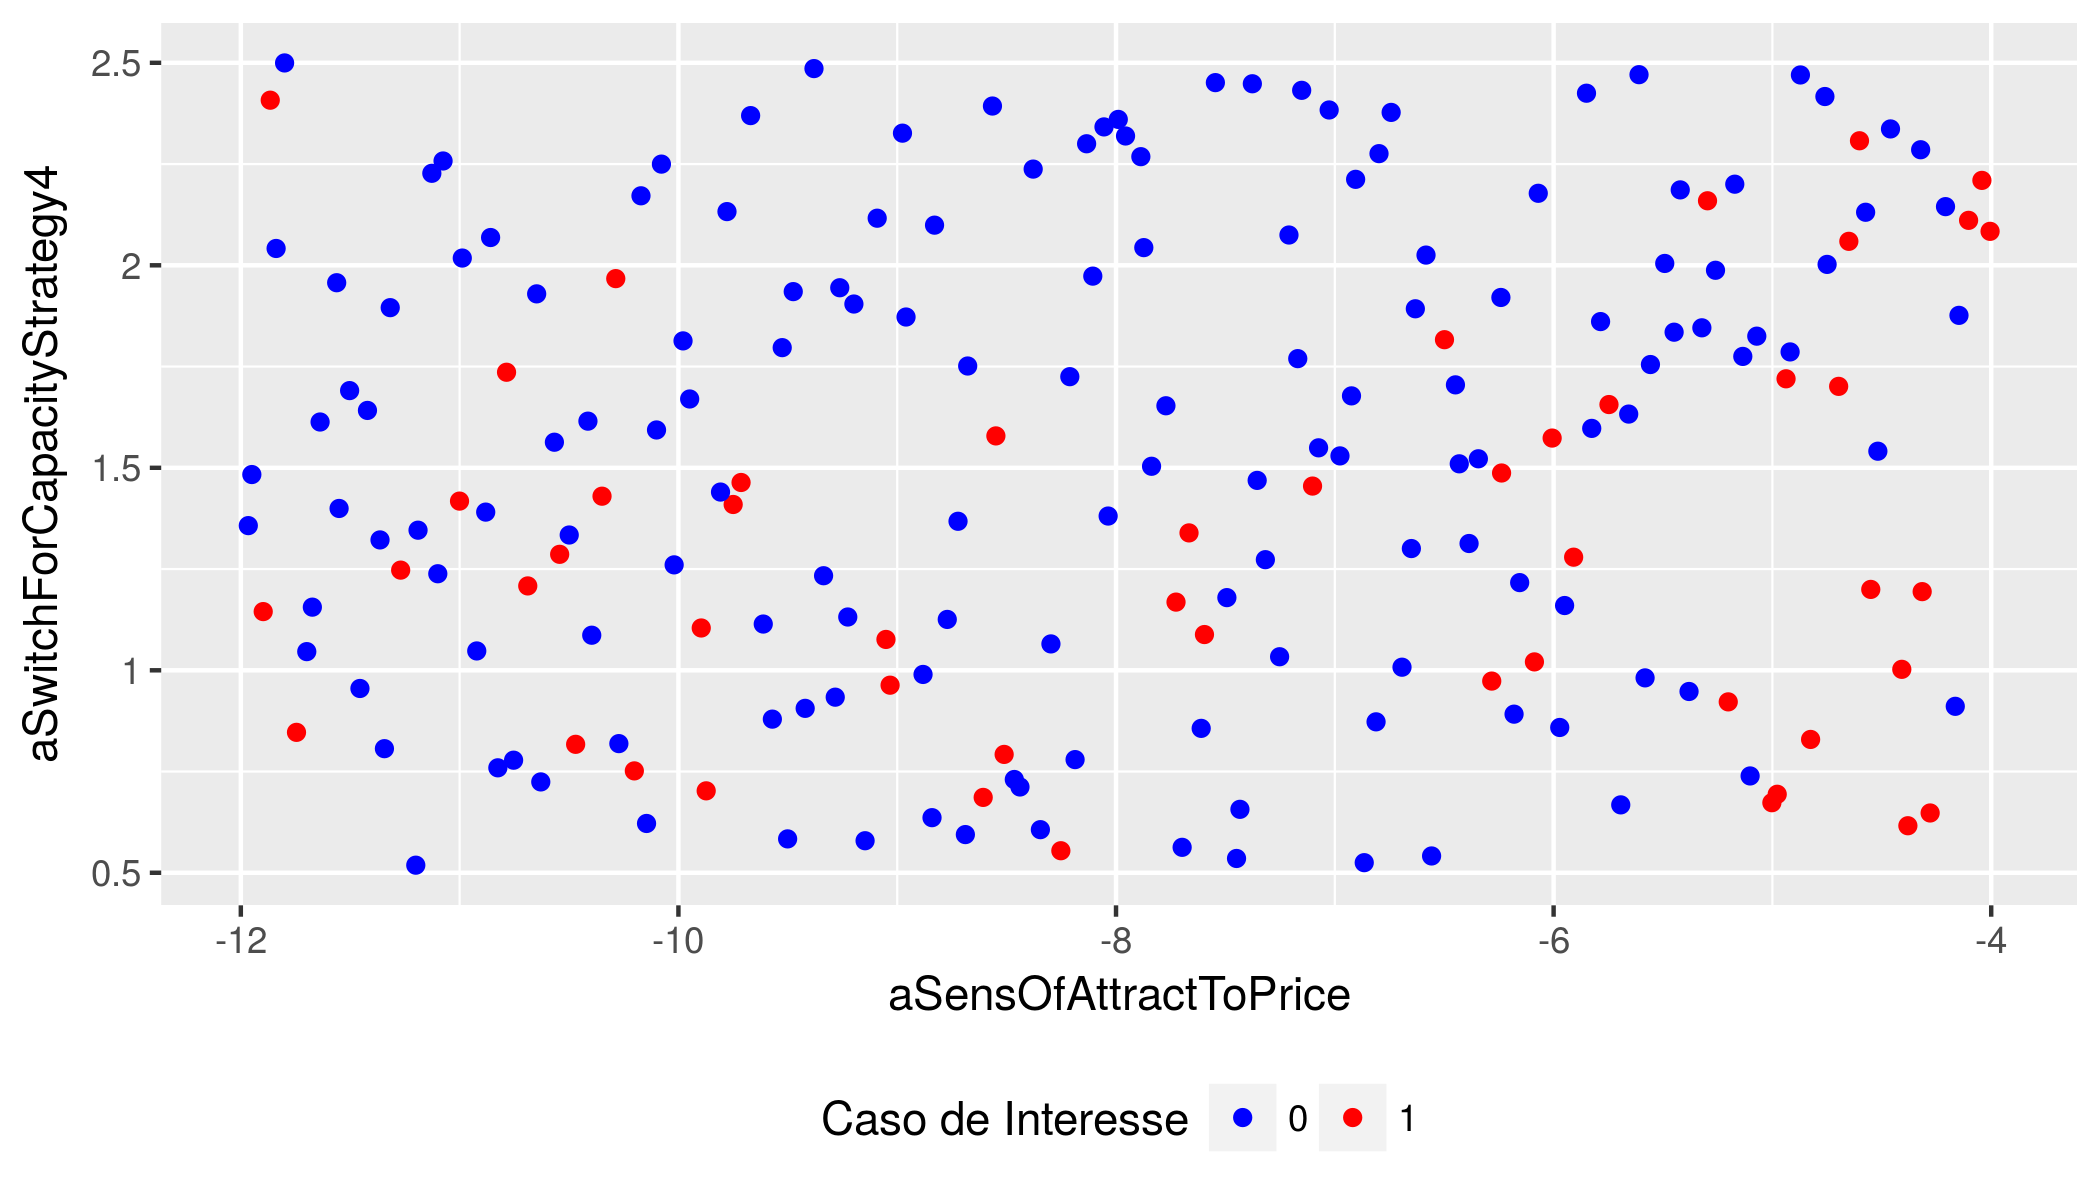 aSwitchForCapacityStrategy4
2.5
2
1.5
1
0.5
-12 -10 -8 -6 -4
aSensOfAttractToPrice
Caso de Interesse 0 1